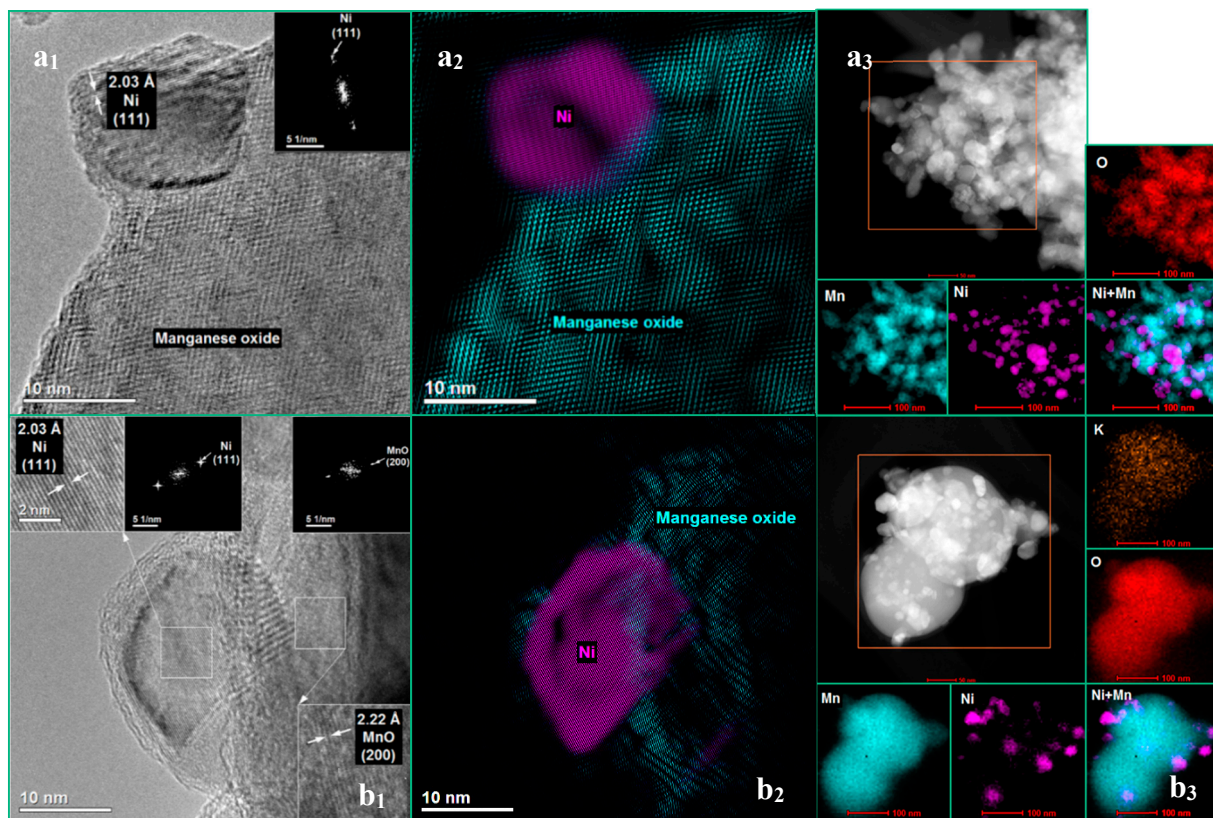 a1
2.03 Å
Ni
(111)
Ni
(111)
5 1/nm
Manganese oxide
10 nm
a2
Ni
Manganese oxide
10 nm
a3
50 nm
O
100 nm
Mn
100 nm
Ni
100 nm
Ni+Mn
100 nm
2.03 Å
Ni
(111)
2 nm
Ni
(111)
5 1/nm
MnO
(200)
5 1/nm
2.22 Å
MnO
(200)
10 nm
b1
Manganese oxide
Ni
10 nm
b2
50 nm
K
100 nm
O
100 nm
Mn
100 nm
Ni
100 nm
Ni+Mn
100 nm
b3